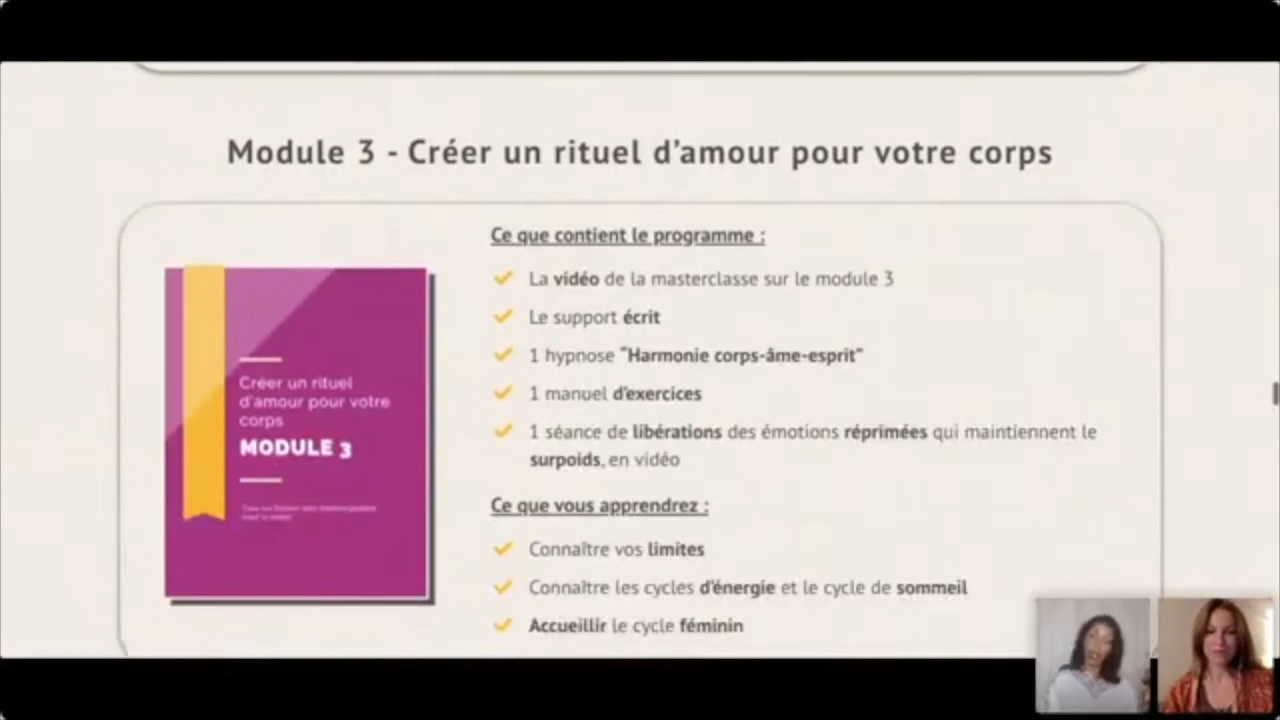 Module 3 - Créer un rituel d'amour pour votre corps
Ce que contient le programme :
La vidéo de la masterclasse sur le module 3
Le support écrit
1 hypnose "Harmonie corps-âme-esprit"
1 manuel d'exercices
1 séance de libérations des émotions réprimées qui maintiennent le
surpoids, en vidéo
Créer un rituel
d'amour pour votre
corps
MODULE 3
Ce que vous apprendrez :
Connaître vos limites
Connaître les cycles d'énergie et le cycle de sommeil
Accueillir le cycle féminin